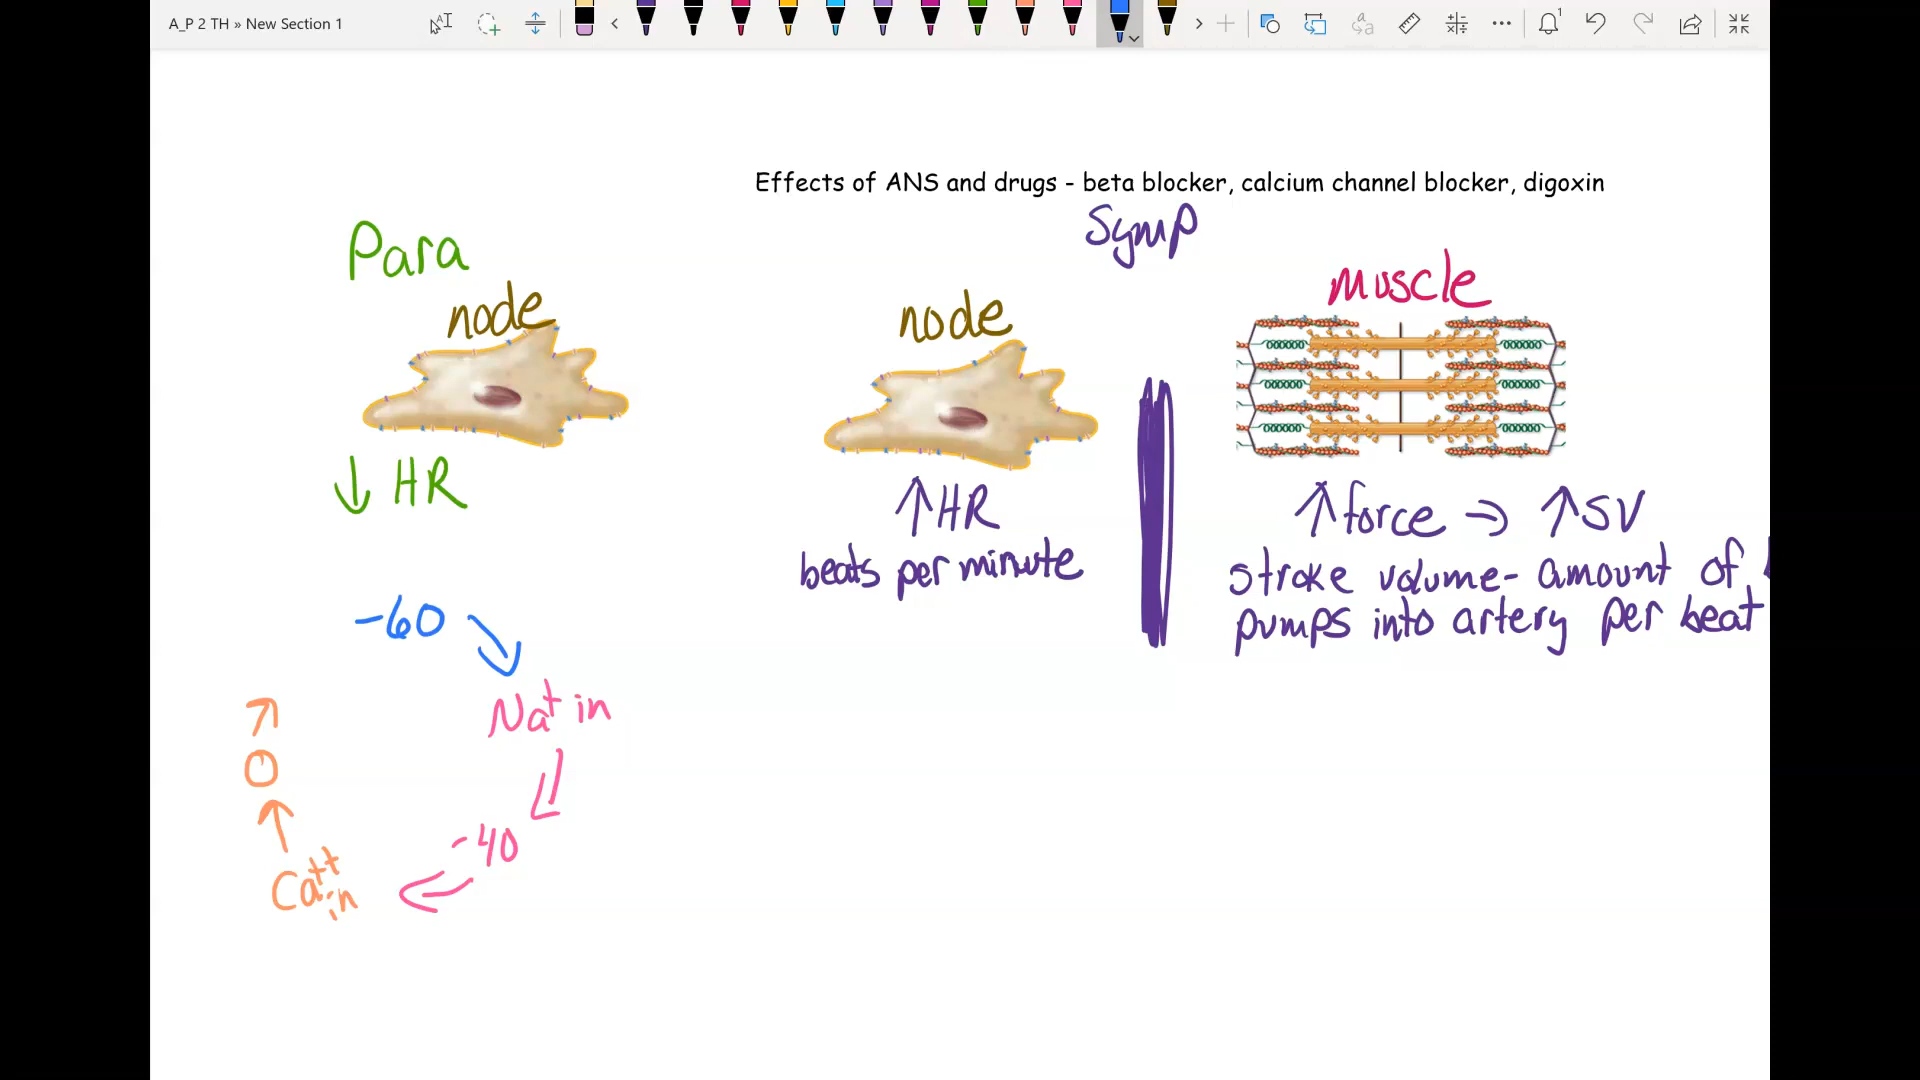 A_P 2 TH » New Section 1
Effects of ANS and drugs - beta blocker, calcium channel blocker, digoxin
Symp
Para
node
node
muscle
↓ HR
↑ HR
beats per minute
↑ force → ↑ SV
stroke volume - amount of
pumps into artery per beat
-60
Na+ in
-40
Ca++ in
0